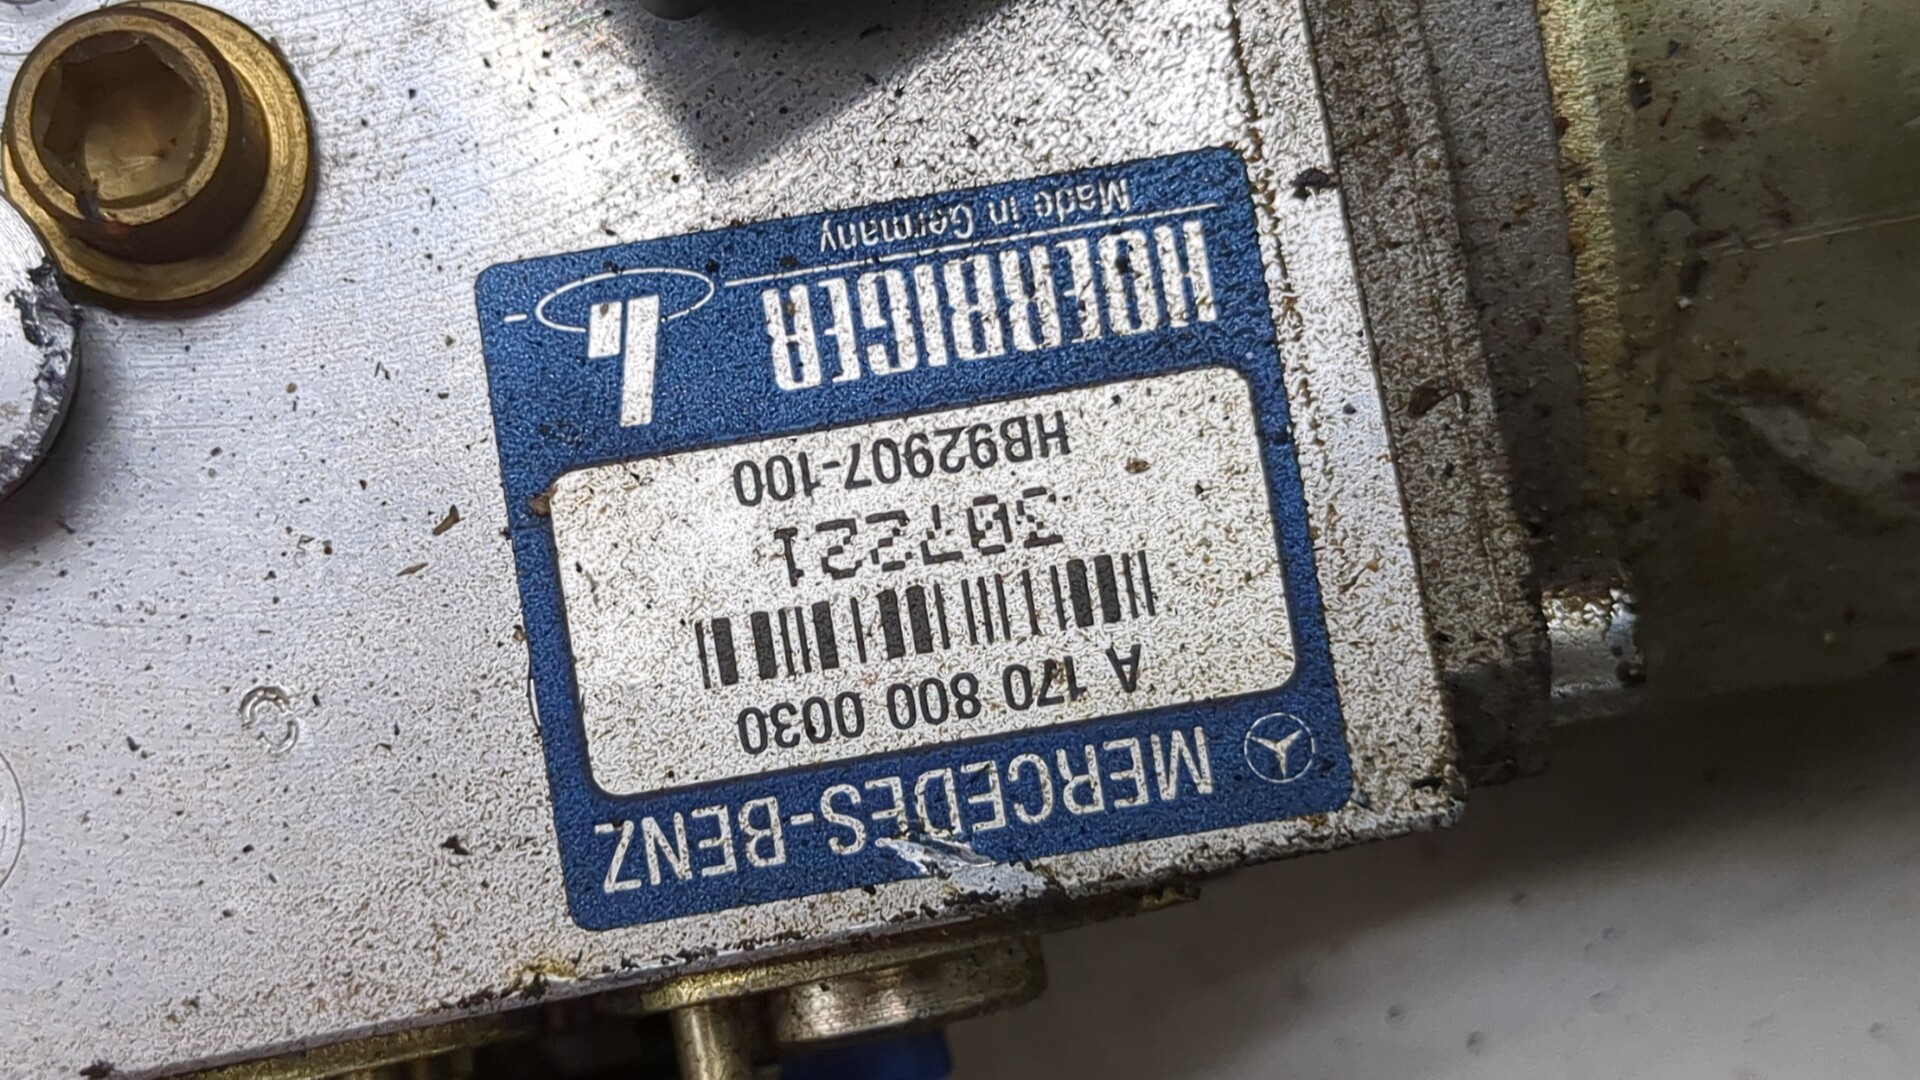 MERCEDES-BENZ
A 170 800 0030
307221
HB92907-100
HOERBIGER
Made in Germany